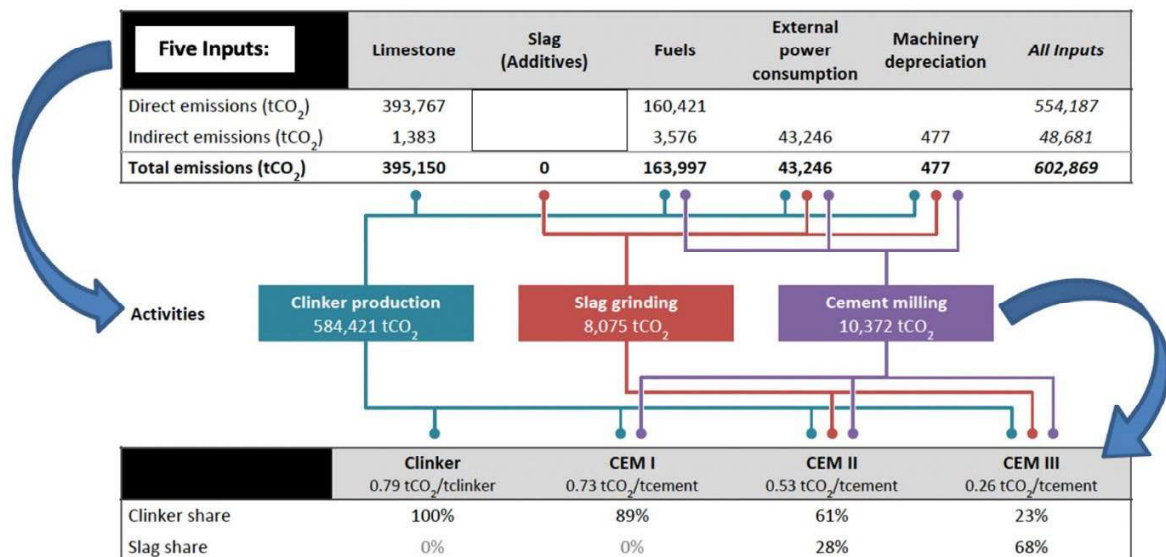 Five Inputs: Limestone Slag (Additives) Fuels External power consumption Machinery depreciation All Inputs
Direct emissions (tCO₂) 393,767 160,421 554,187
Indirect emissions (tCO₂) 1,383 3,576 43,246 477 48,681
Total emissions (tCO₂) 395,150 0 163,997 43,246 477 602,869
Activities
Clinker production
584,421 tCO₂
Slag grinding
8,075 tCO₂
Cement milling
10,372 tCO₂
Clinker CEM I CEM II CEM III
0.79 tCO₂/tclinker 0.73 tCO₂/tcement 0.53 tCO₂/tcement 0.26 tCO₂/tcement
Clinker share 100% 89% 61% 23%
Slag share 0% 0% 28% 68%